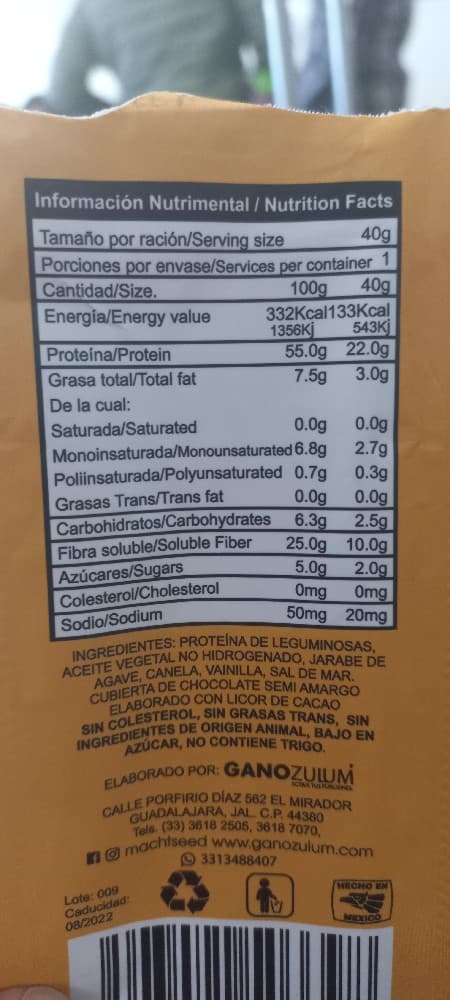 Información Nutrimental / Nutrition Facts
Tamaño por ración/Serving size 40g
Porciones por envase/Services per container 1
Cantidad/Size. 100g 40g
Energía/Energy value 332Kcal 133Kcal
1356Kj 543Kj
Proteína/Protein 55.0g 22.0g
Grasa total/Total fat 7.5g 3.0g
De la cual:
Saturada/Saturated 0.0g 0.0g
Monoinsaturada/Monounsaturated 6.8g 2.7g
Poliinsaturada/Polyunsaturated 0.7g 0.3g
Grasas Trans/Trans fat 0.0g 0.0g
Carbohidratos/Carbohydrates 6.3g 2.5g
Fibra soluble/Soluble Fiber 25.0g 10.0g
Azúcares/Sugars 5.0g 2.0g
Colesterol/Cholesterol 0mg 0mg
Sodio/Sodium 50mg 20mg
INGREDIENTES: PROTEÍNA DE LEGUMINOSAS,
ACEITE VEGETAL NO HIDROGENADO, JARABE DE
AGAVE, CANELA, VAINILLA, SAL DE MAR.
CUBIERTA DE CHOCOLATE SEMI AMARGO
ELABORADO CON LICOR DE CACAO
SIN COLESTEROL, SIN GRASAS TRANS, SIN
INGREDIENTES DE ORIGEN ANIMAL, BAJO EN
AZÚCAR, NO CONTIENE TRIGO.
ELABORADO POR: GANOZULUM
CALLE PORFIRIO DÍAZ 562 EL MIRADOR
GUADALAJARA, JAL. C.P. 44380
Tels. (33) 3618 2505, 3618 7070,
machtseed www.ganozulum.com
3313488407
HECHO EN
MEXICO
Lote: 009
Caducidad:
08/2022